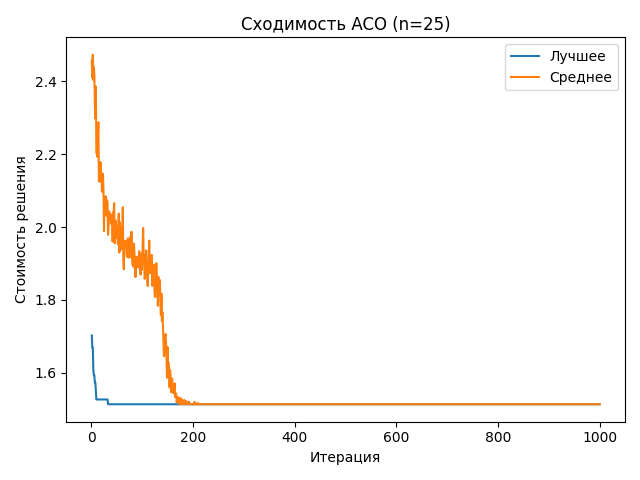 Сходимость ACO (n=25)
Лучшее
Среднее
Стоимость решения
2.4
2.2
2.0
1.8
1.6
0 200 400 600 800 1000
Итерация